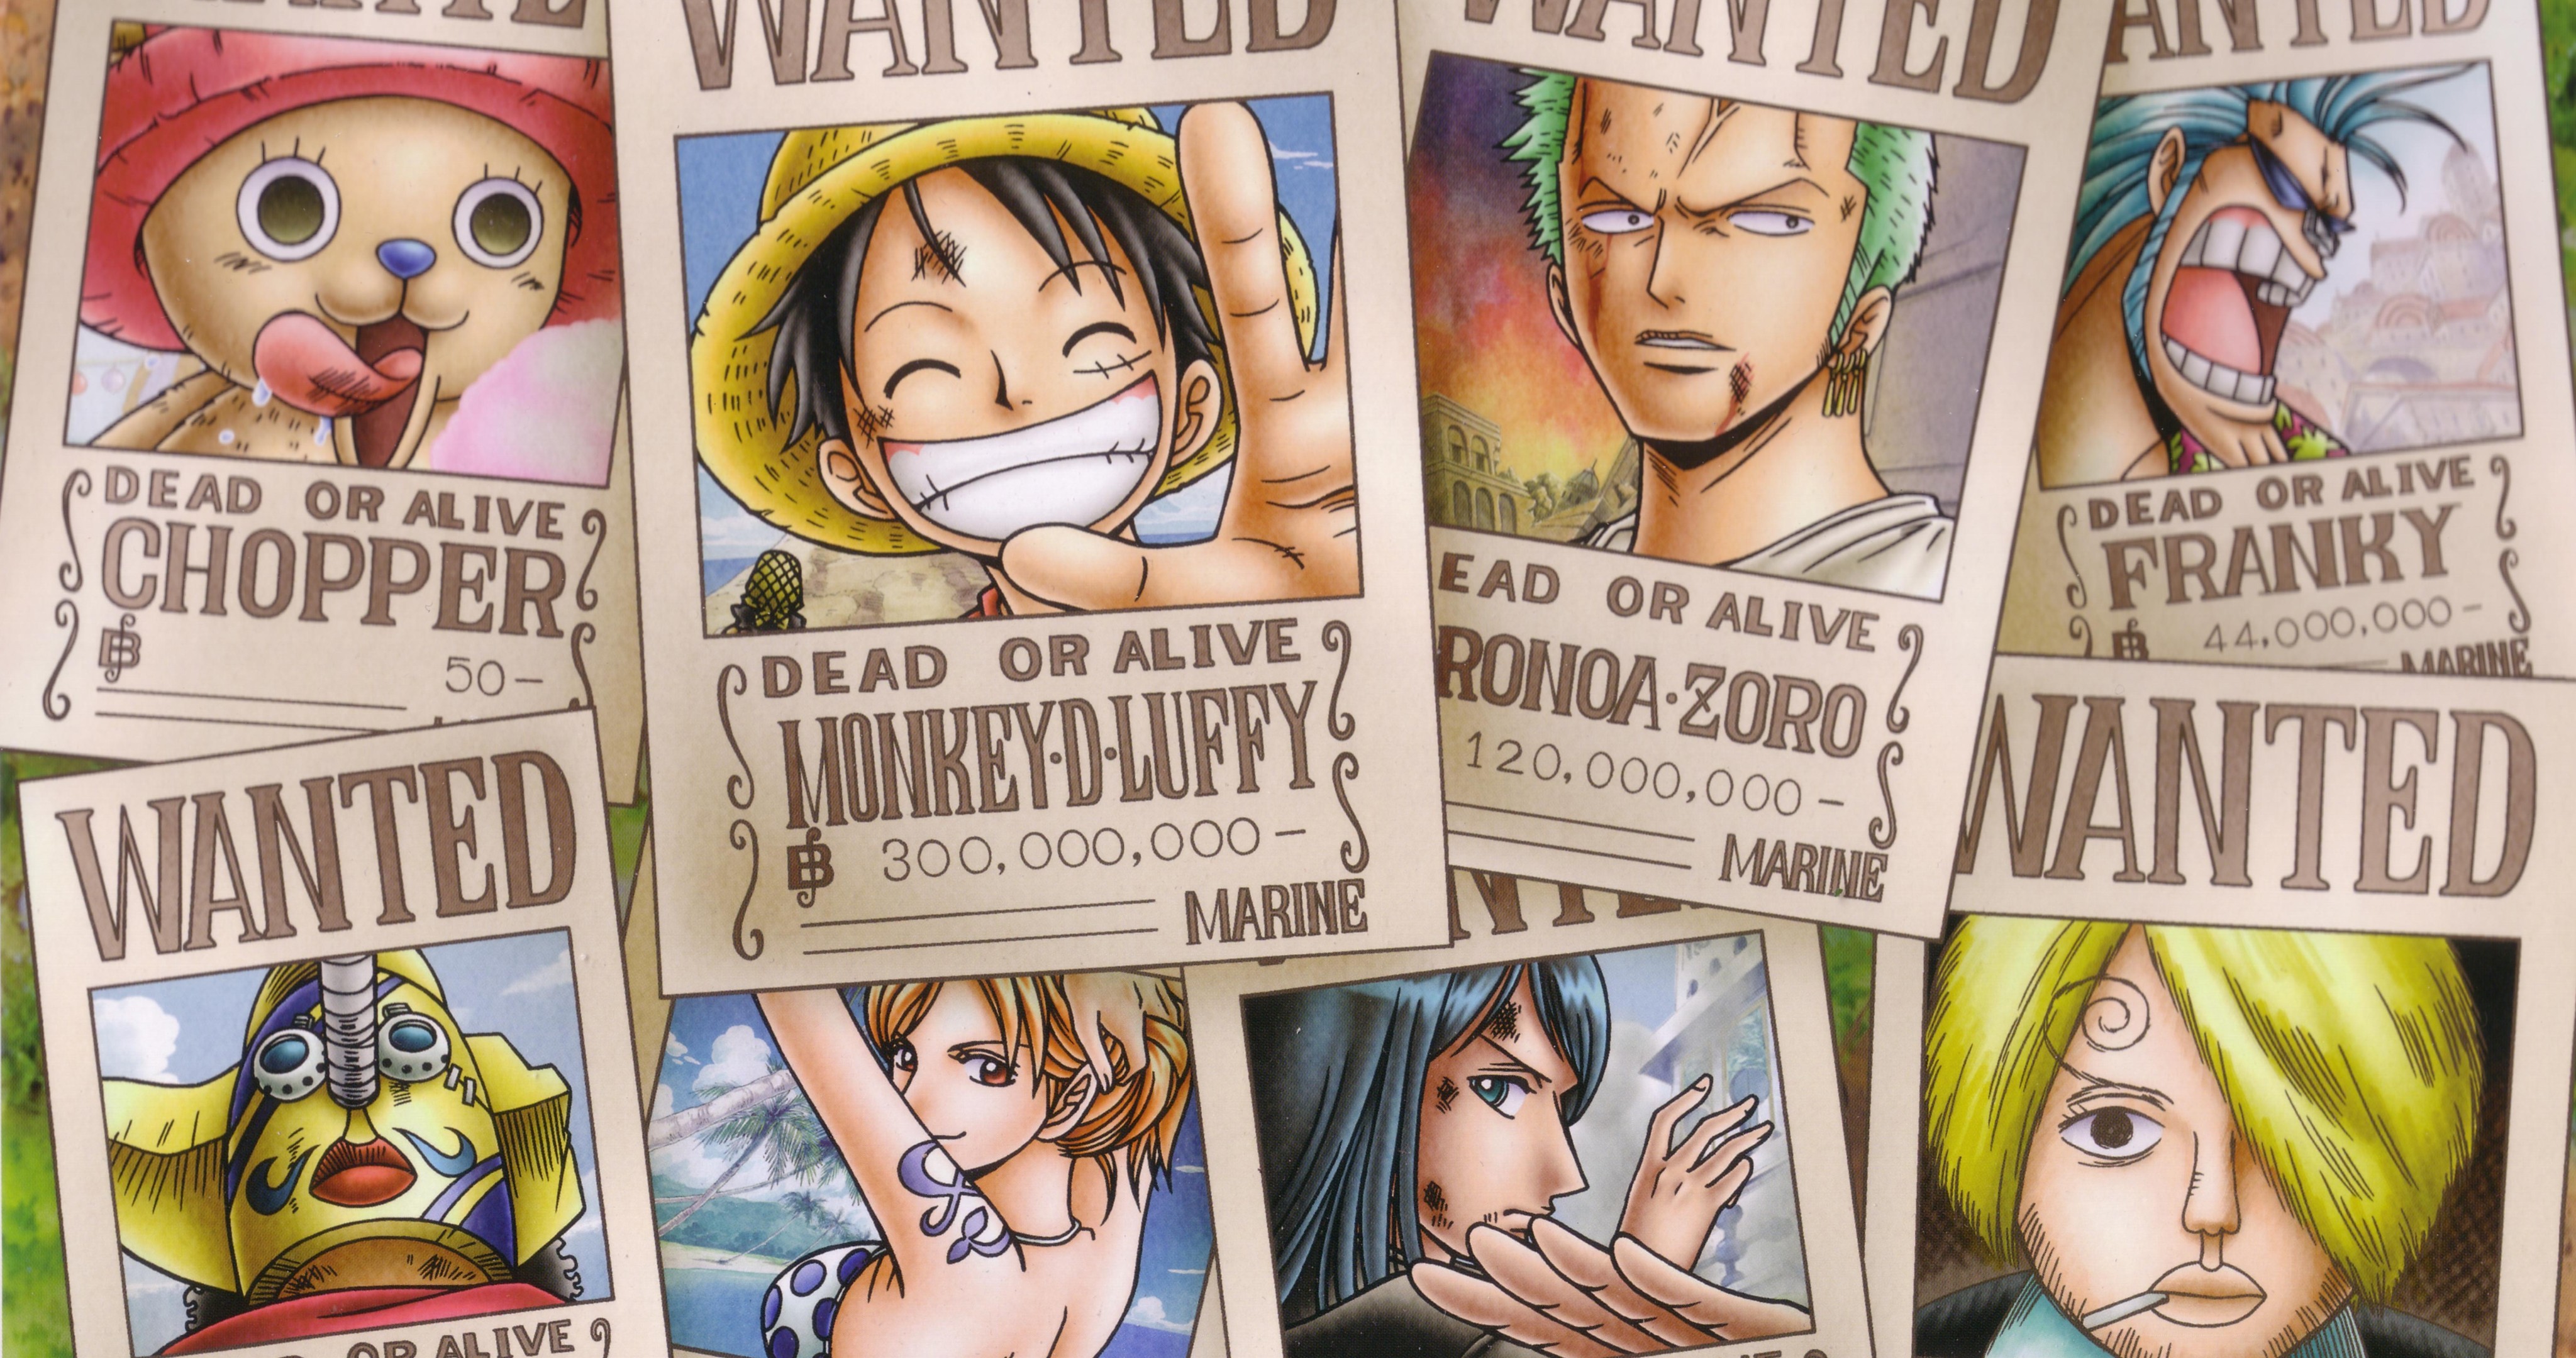 WANTED
DEAD OR ALIVE
CHOPPER
฿ 50-
WANTED
DEAD OR ALIVE
MONKEY·D·LUFFY
฿ 300,000,000-
MARINE
WANTED
EAD OR ALIVE
RONOA·ZORO
120,000,000-
MARINE
WANTED
DEAD OR ALIVE
FRANKY
฿ 44,000,000-
MARINE
WANTED
OR ALIVE
NTE
WANTED